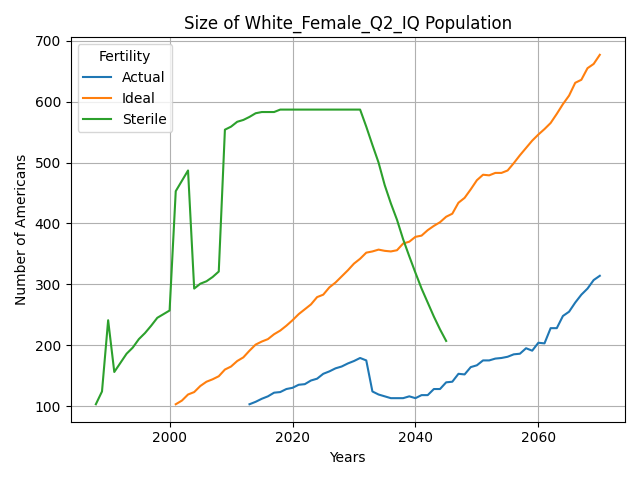 Size of White_Female_Q2_IQ Population
Fertility
Actual
Ideal
Sterile
700
600
500
400
300
200
100
Number of Americans
2000
2020
2040
2060
Years